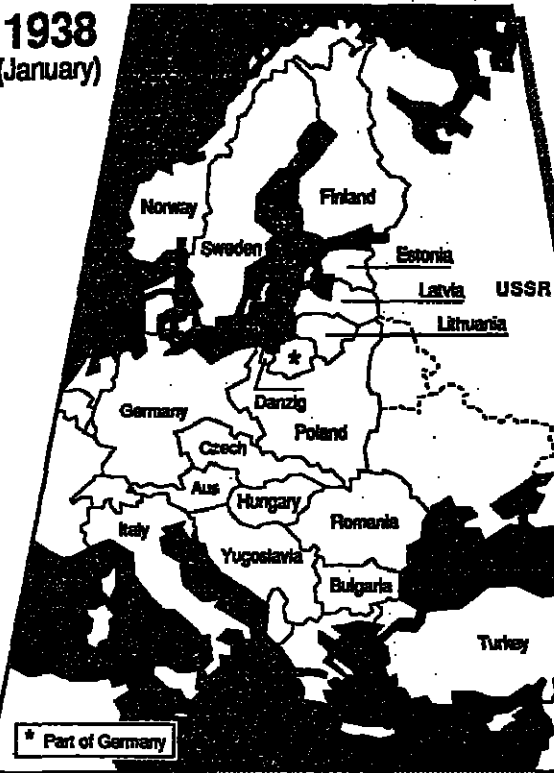 1938
(January)
Norway
Finland
Sweden
Estonia
Latvia
USSR
Lithuania
*
Danzig
Germany
Poland
Czech
Aus
Hungary
Italy
Romania
Yugoslavia
Bulgaria
Turkey
* Part of Germany